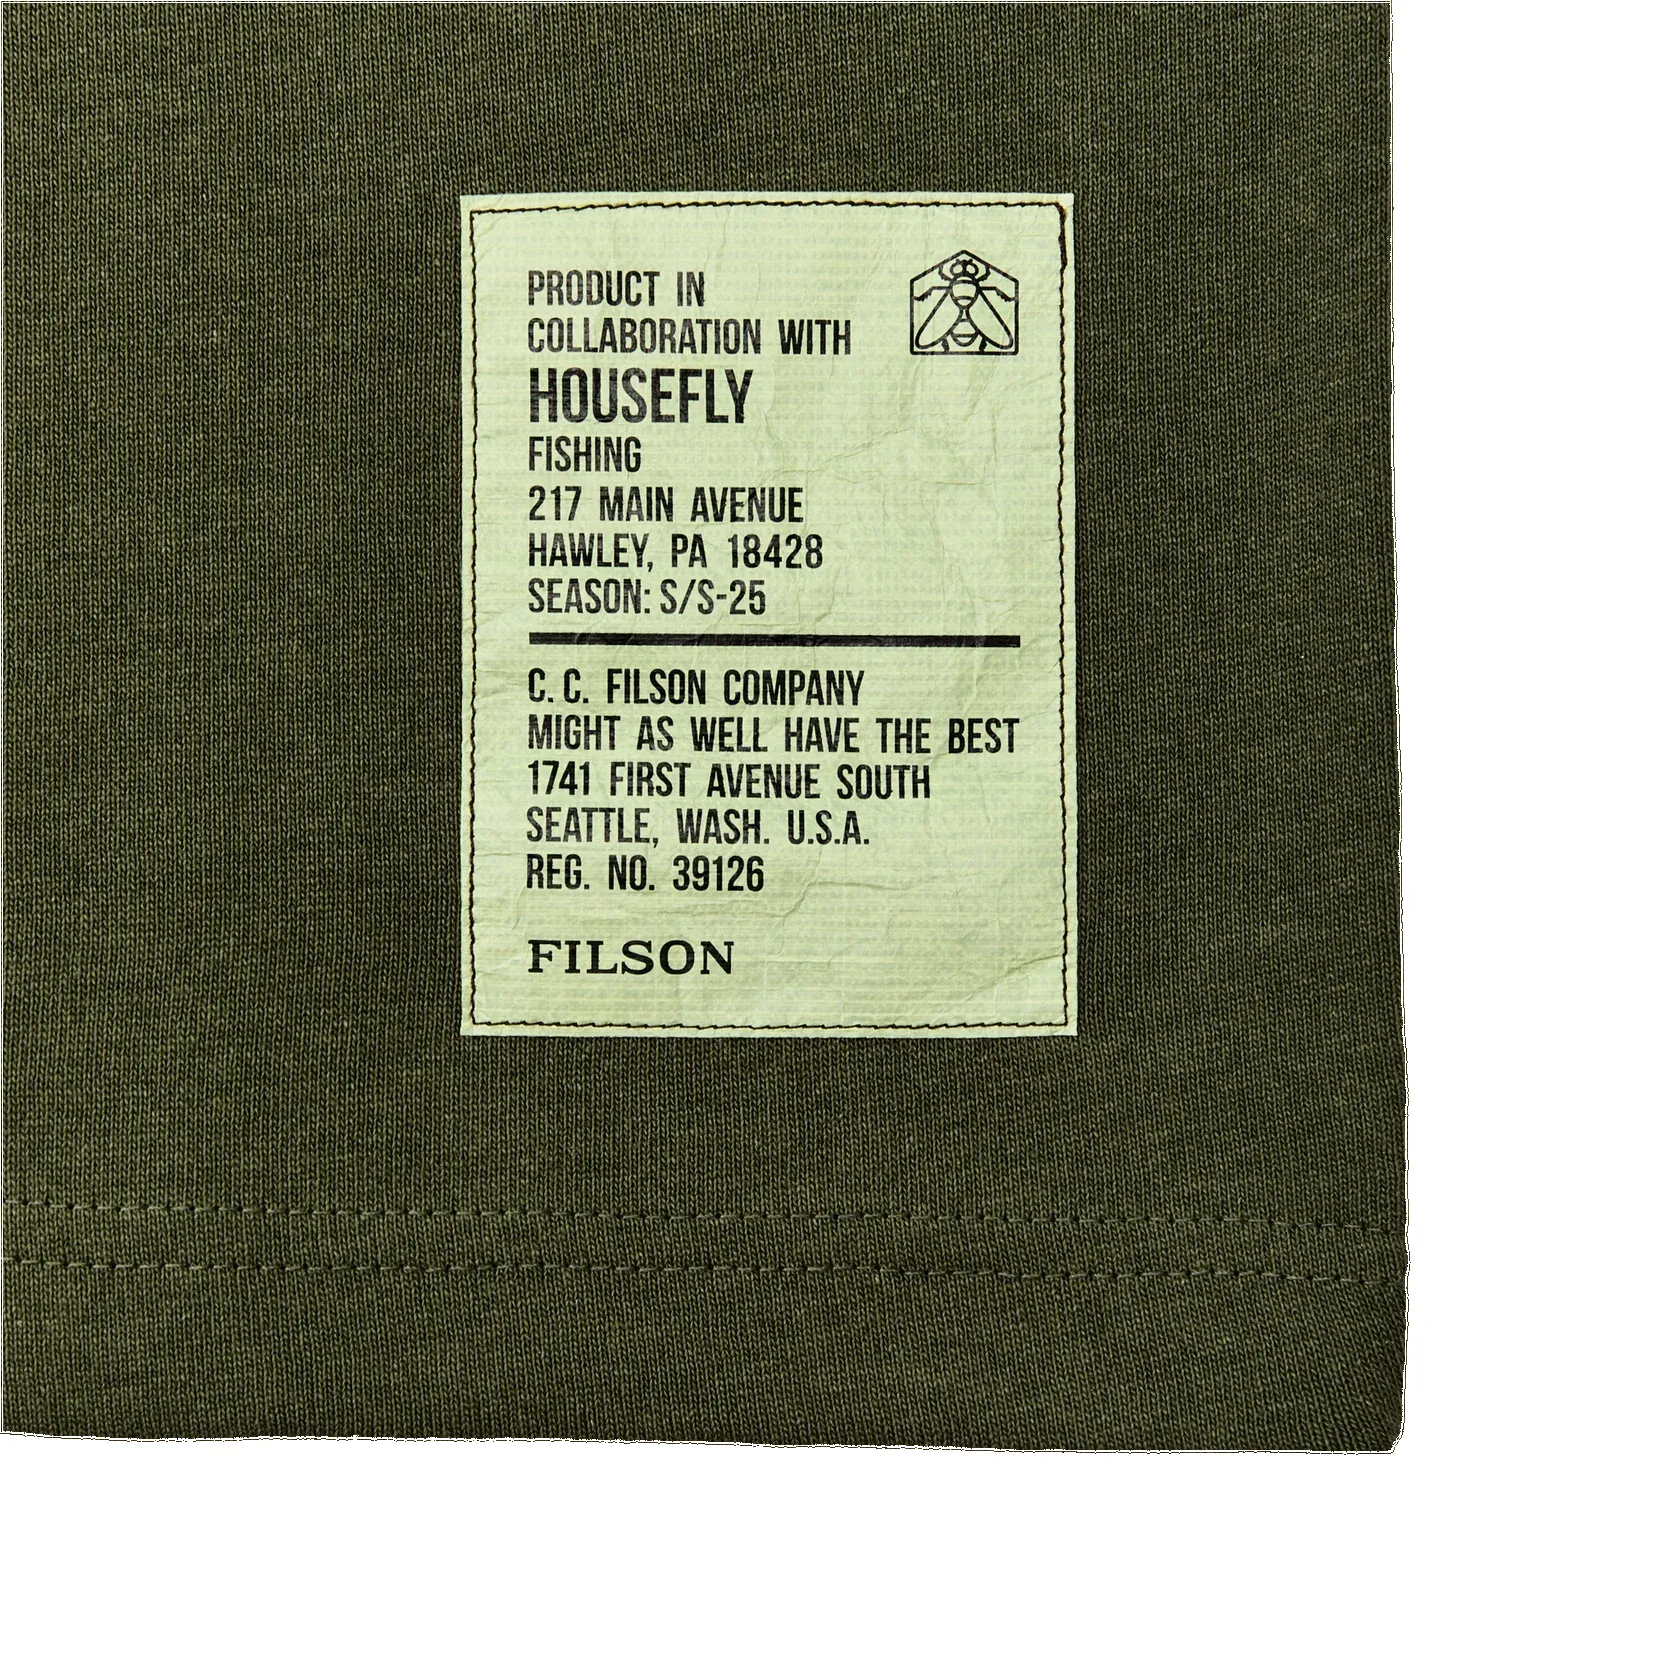 PRODUCT IN
COLLABORATION WITH
HOUSEFLY
FISHING
217 MAIN AVENUE
HAWLEY, PA 18428
SEASON: S/S-25
C. C. FILSON COMPANY
MIGHT AS WELL HAVE THE BEST
1741 FIRST AVENUE SOUTH
SEATTLE, WASH. U.S.A.
REG. NO. 39126
FILSON